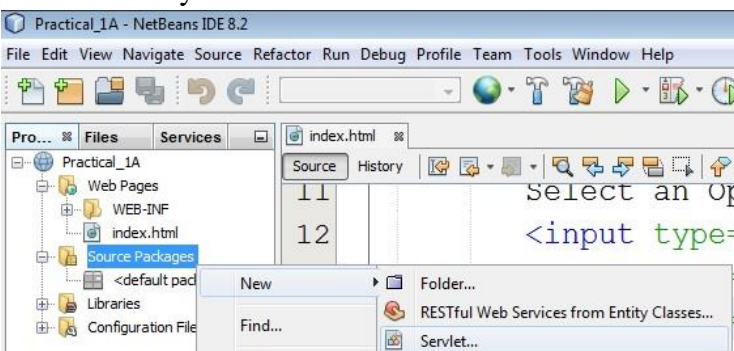 Practical_1A - NetBeans IDE 8.2
File Edit View Navigate Source Refactor Run Debug Profile Team Tools Window Help
Pro... Files Services
index.html
Practical_1A
Source History
Web Pages
11 Select an Op
WEB-INF
index.html
12 <input type=
Source Packages
<default pac
New
Folder...
Libraries
RESTful Web Services from Entity Classes...
Configuration File
Find...
Servlet...